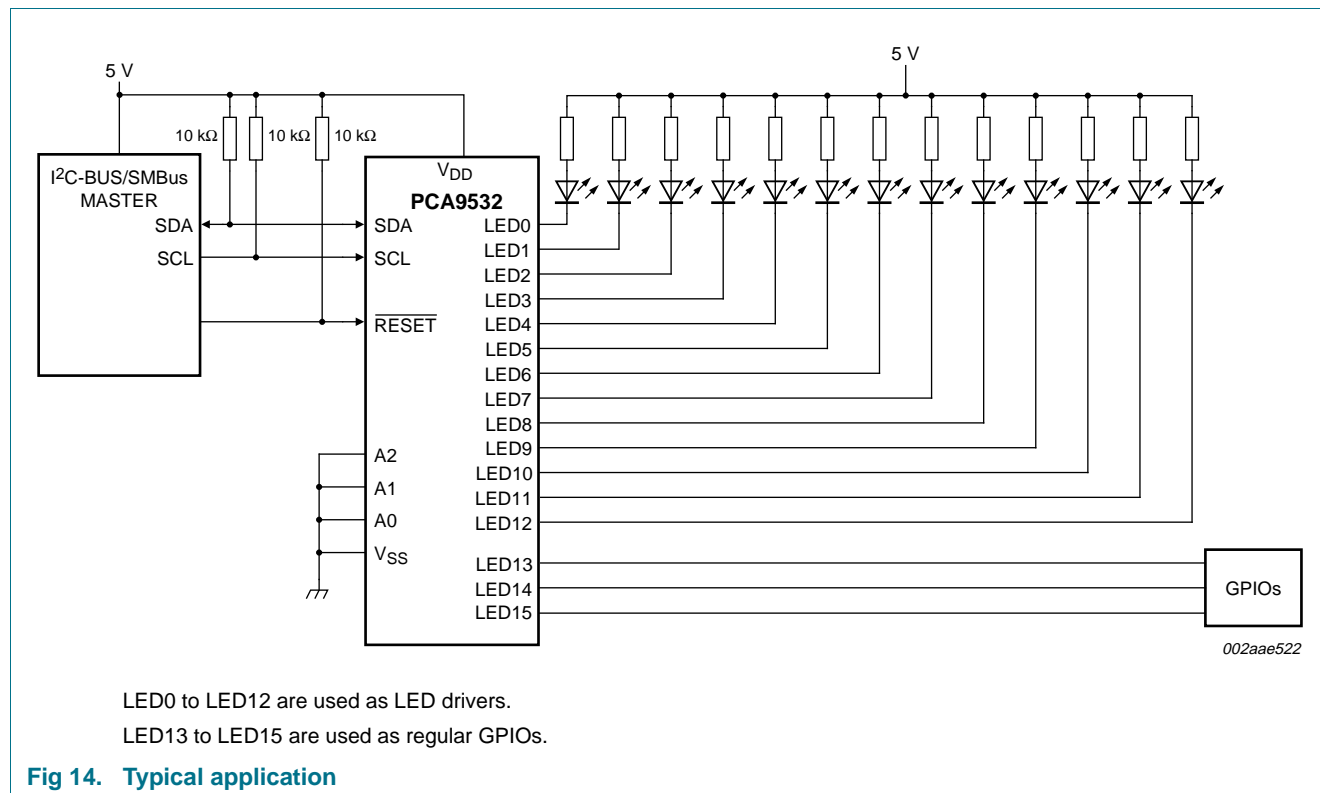 5 V
5 V
10 kΩ
10 kΩ
I²C-BUS/SMBus
MASTER
SDA
SCL
VDD
PCA9532
SDA
SCL
RESET
A2
A1
A0
VSS
LED0
LED1
LED2
LED3
LED4
LED5
LED6
LED7
LED8
LED9
LED10
LED11
LED12
LED13
LED14
LED15
GPIOs
002aae522
LED0 to LED12 are used as LED drivers.
LED13 to LED15 are used as regular GPIOs.
Fig 14. Typical application